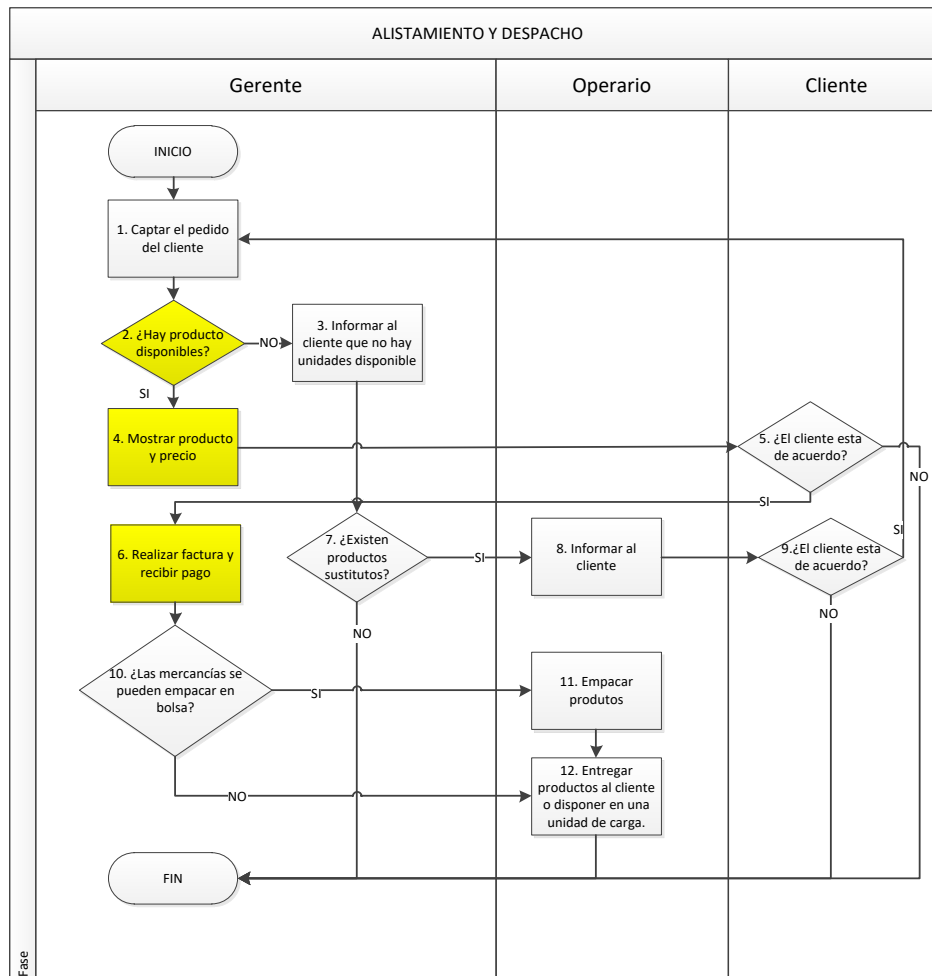 ALISTAMIENTO Y DESPACHO
Gerente
Operario
Cliente
INICIO
1. Captar el pedido
del cliente
2. ¿Hay producto
disponibles?
NO
3. Informar al
cliente que no hay
unidades disponible
SI
4. Mostrar producto
y precio
5. ¿El cliente esta
de acuerdo?
NO
SI
6. Realizar factura y
recibir pago
7. ¿Existen
productos
sustitutos?
SI
8. Informar al
cliente
9.¿El cliente esta
de acuerdo?
SI
NO
NO
10. ¿Las mercancías se
pueden empacar en
bolsa?
SI
11. Empacar
produtos
NO
12. Entregar
productos al cliente
o disponer en una
unidad de carga.
FIN
Fase